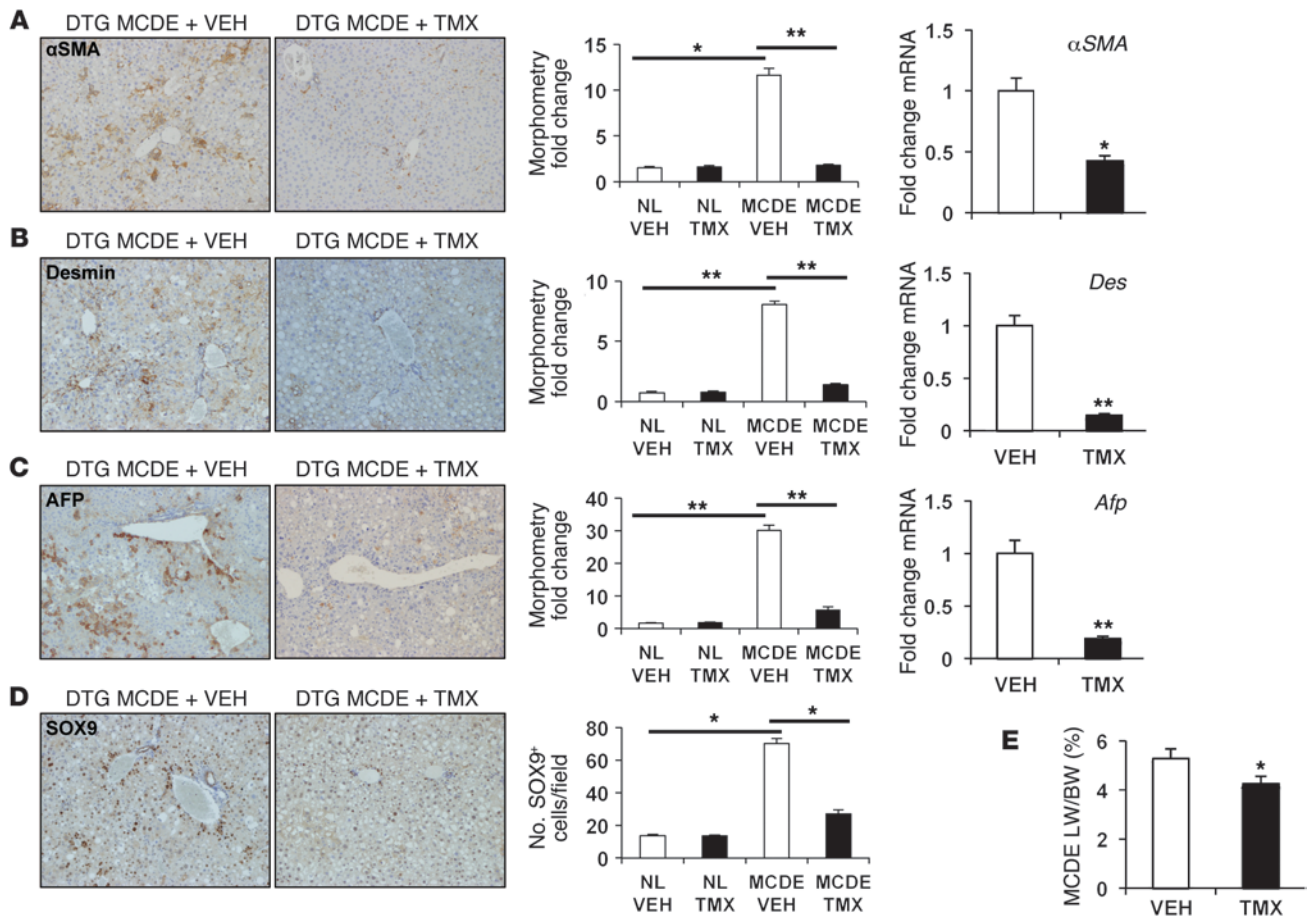 A
DTG MCDE + VEH
DTG MCDE + TMX
αSMA
Morphometry
fold change
15
10
5
0
*
**
NL
VEH
NL
TMX
MCDE
VEH
MCDE
TMX
Fold change mRNA
1.5
1
0.5
0
αSMA
*
B
DTG MCDE + VEH
DTG MCDE + TMX
Desmin
Morphometry
fold change
10
8
6
4
2
0
**
**
NL
VEH
NL
TMX
MCDE
VEH
MCDE
TMX
Fold change mRNA
1.5
1
0.5
0
Des
**
VEH
TMX
C
DTG MCDE + VEH
DTG MCDE + TMX
AFP
Morphometry
fold change
40
30
20
10
0
**
**
NL
VEH
NL
TMX
MCDE
VEH
MCDE
TMX
Fold change mRNA
1.5
1
0.5
0
Afp
**
VEH
TMX
D
DTG MCDE + VEH
DTG MCDE + TMX
SOX9
No. SOX9⁺
cells/field
80
60
40
20
0
*
*
NL
VEH
NL
TMX
MCDE
VEH
MCDE
TMX
E
MCDE LW/BW (%)
6
4
2
0
*
VEH
TMX